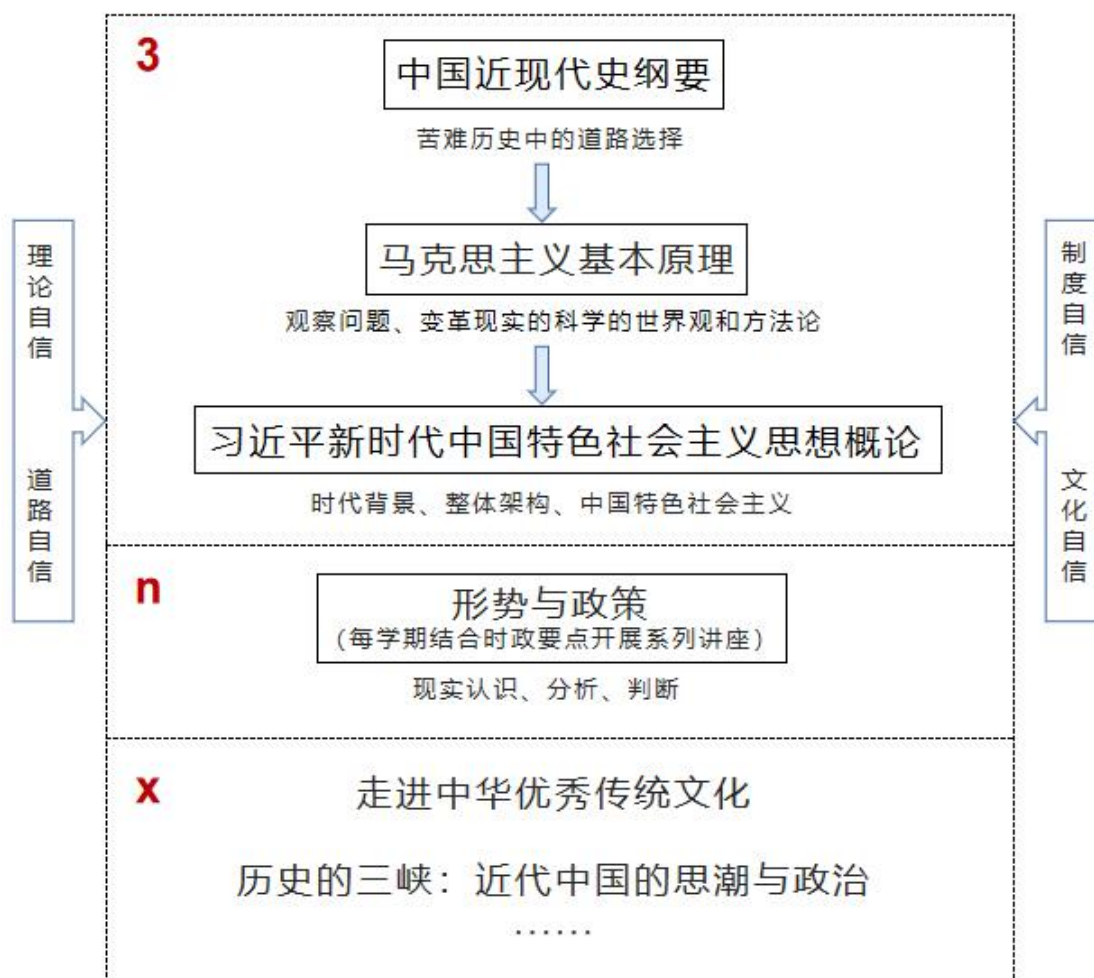 3
中国近现代史纲要
苦难历史中的道路选择
马克思主义基本原理
观察问题、变革现实的科学的世界观和方法论
习近平新时代中国特色社会主义思想概论
时代背景、整体架构、中国特色社会主义
理论自信
道路自信
制度自信
文化自信
n
形势与政策
(每学期结合时政要点开展系列讲座)
现实认识、分析、判断
x
走进中华优秀传统文化
历史的三峡：近代中国的思潮与政治
······